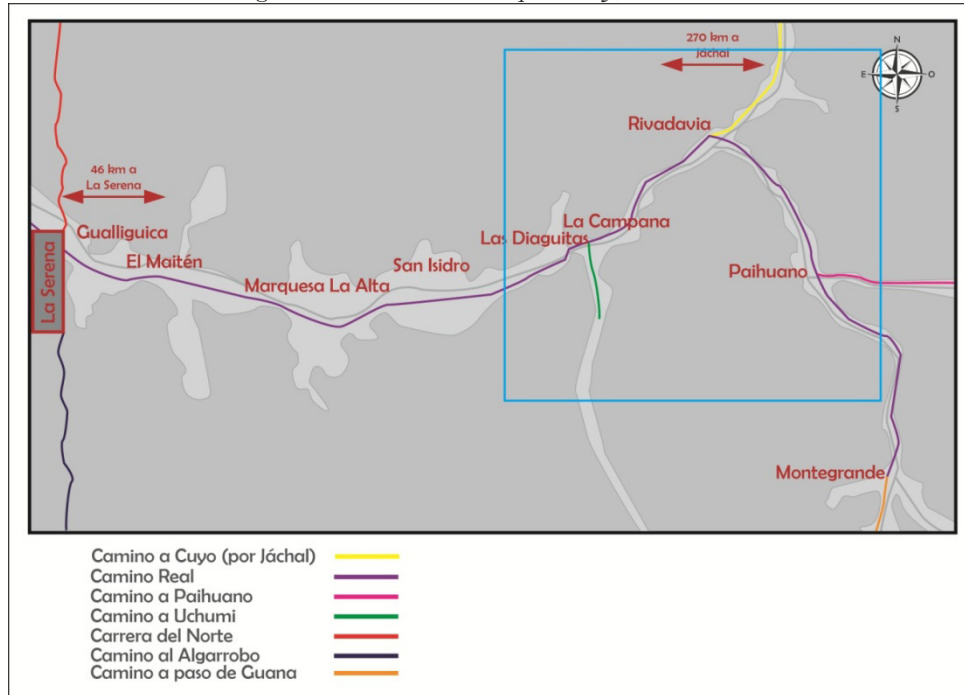 270 km a
Jáchal
N
E
O
S
Rivadavia
46 km a
La Serena
Gualliguica
La Campana
Las Diaguitas
El Maitén
San Isidro
Paihuano
Marquesa La Alta
La Serena
Montegrande
Camino a Cuyo (por Jáchal)
Camino Real
Camino a Paihuano
Camino a Uchumi
Carrera del Norte
Camino al Algarrobo
Camino a paso de Guana